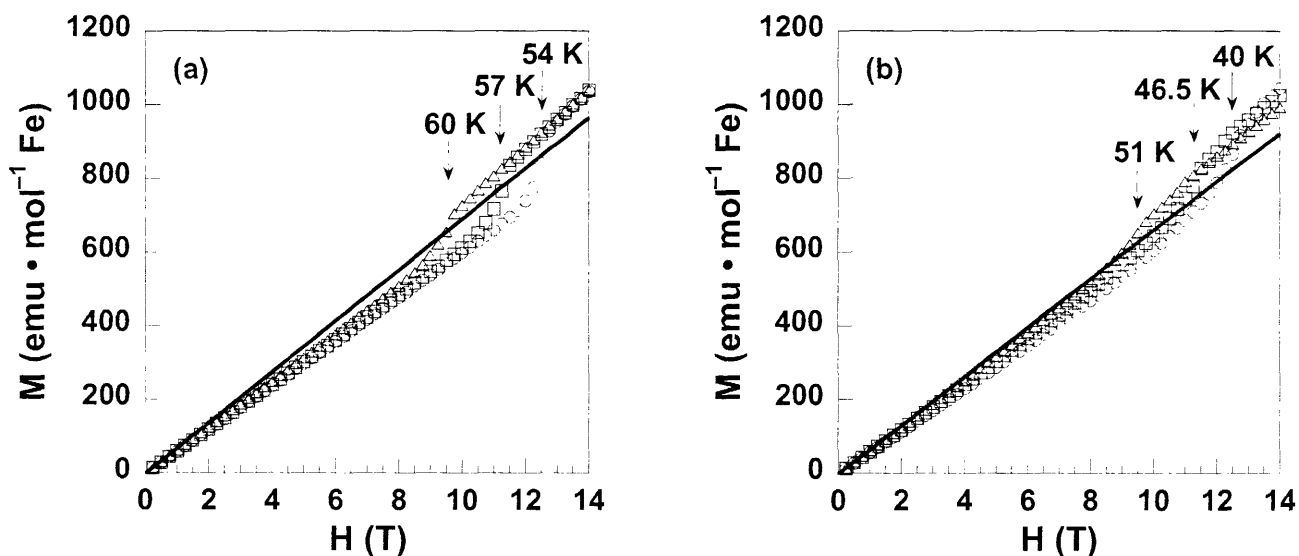 (a)
54 K
57 K
60 K
1200
1000
800
600
400
200
0
M (emu • mol⁻¹ Fe)
0 2 4 6 8 10 12 14
H (T)
(b)
40 K
46.5 K
51 K
1200
1000
800
600
400
200
0
M (emu • mol⁻¹ Fe)
0 2 4 6 8 10 12 14
H (T)